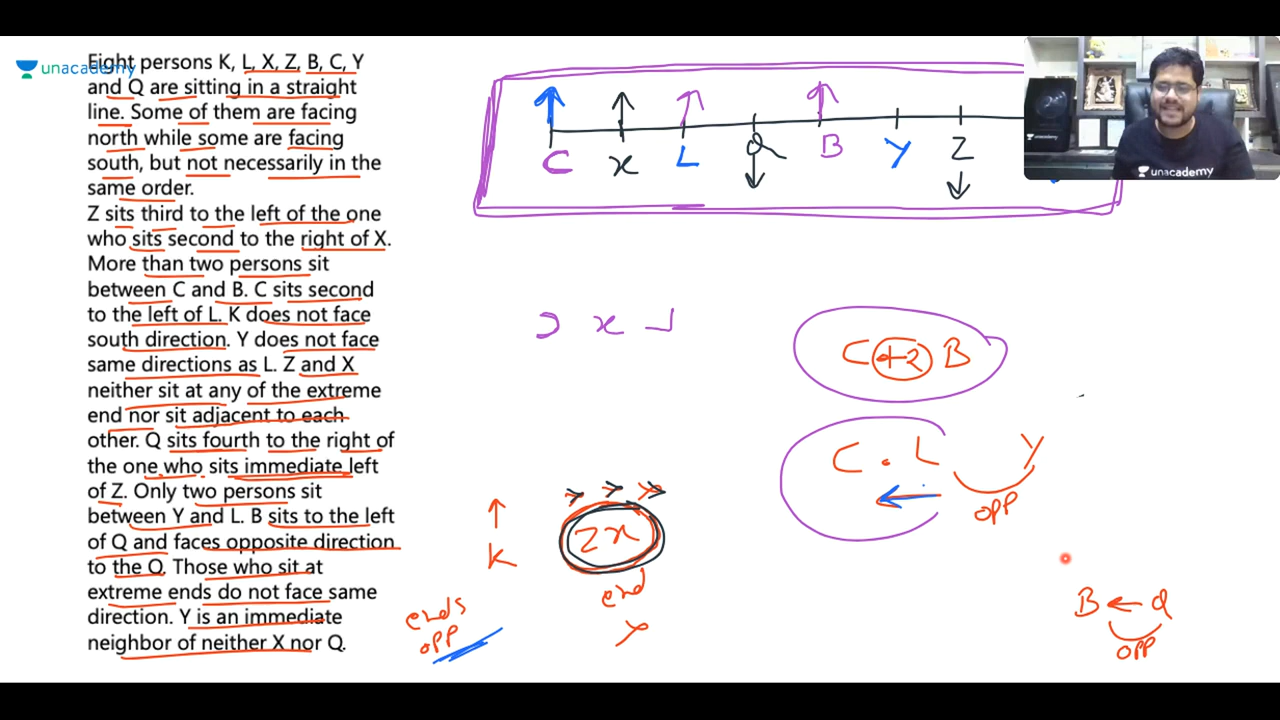 Eight persons K, L, X, Z, B, C, Y
unacademy
and Q are sitting in a straight
line. Some of them are facing
north while some are facing
south, but not necessarily in the
same order.
Z sits third to the left of the one
who sits second to the right of X.
More than two persons sit
between C and B. C sits second
to the left of L. K does not face
south direction. Y does not face
same directions as L. Z and X
neither sit at any of the extreme
end nor sit adjacent to each
other. Q sits fourth to the right of
the one who sits immediate left
of Z. Only two persons sit
between Y and L. B sits to the left
of Q and faces opposite direction
to the Q. Those who sit at
extreme ends do not face same
direction. Y is an immediate
neighbor of neither X nor Q.
C x L Q B Y Z
unacademy
unacademy
x
C +2 B
C . L Y
opp
K
Z x
end
ends
opp
B ← Q
opp